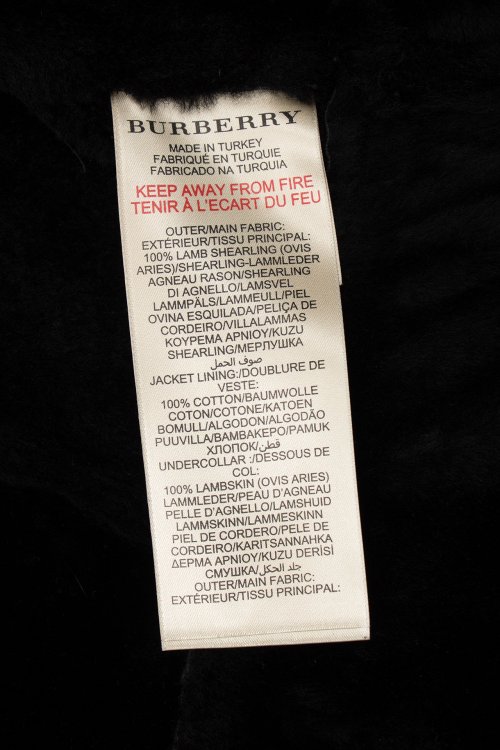 BURBERRY
MADE IN TURKEY
FABRIQUÉ EN TURQUIE
FABRICADO NA TURQUIA
KEEP AWAY FROM FIRE
TENIR À L'ECART DU FEU
OUTER/MAIN FABRIC:
EXTÉRIEUR/TISSU PRINCIPAL:
100% LAMB SHEARLING (OVIS
ARIES)/SHEARLING-LAMMLEDER
AGNEAU RASON/SHEARLING
DI AGNELLO/LAMSVEL
LAMMPÄLS/LAMMEULL/PIEL
OVINA ESQUILADA/PELIÇA DE
CORDEIRO/VILLALAMMAS
ΚΟΥΡΕΜΑ ΑΡΝΙΟΥ/KUZU
SHEARLING/МЕРЛУШКА
صوف الحمل
JACKET LINING:/DOUBLURE DE
VESTE:
100% COTTON/BAUMWOLLE
COTON/COTONE/KATOEN
BOMULL/ALGODON/ALGODÃO
PUUVILLA/ΒΑΜΒΑΚΕΡΟ/PAMUK
ХЛОПОК/قطن
UNDERCOLLAR :/DESSOUS DE
COL:
100% LAMBSKIN (OVIS ARIES)
LAMMLEDER/PEAU D'AGNEAU
PELLE D'AGNELLO/LAMSHUID
LAMMSKINN/LAMMESKINN
PIEL DE CORDERO/PELE DE
CORDEIRO/KARITSANNAHKA
ΔΕΡΜΑ ΑΡΝΙΟΥ/KUZU DERİSİ
СМУШКА/جلد الحمل
OUTER/MAIN FABRIC:
EXTÉRIEUR/TISSU PRINCIPAL: